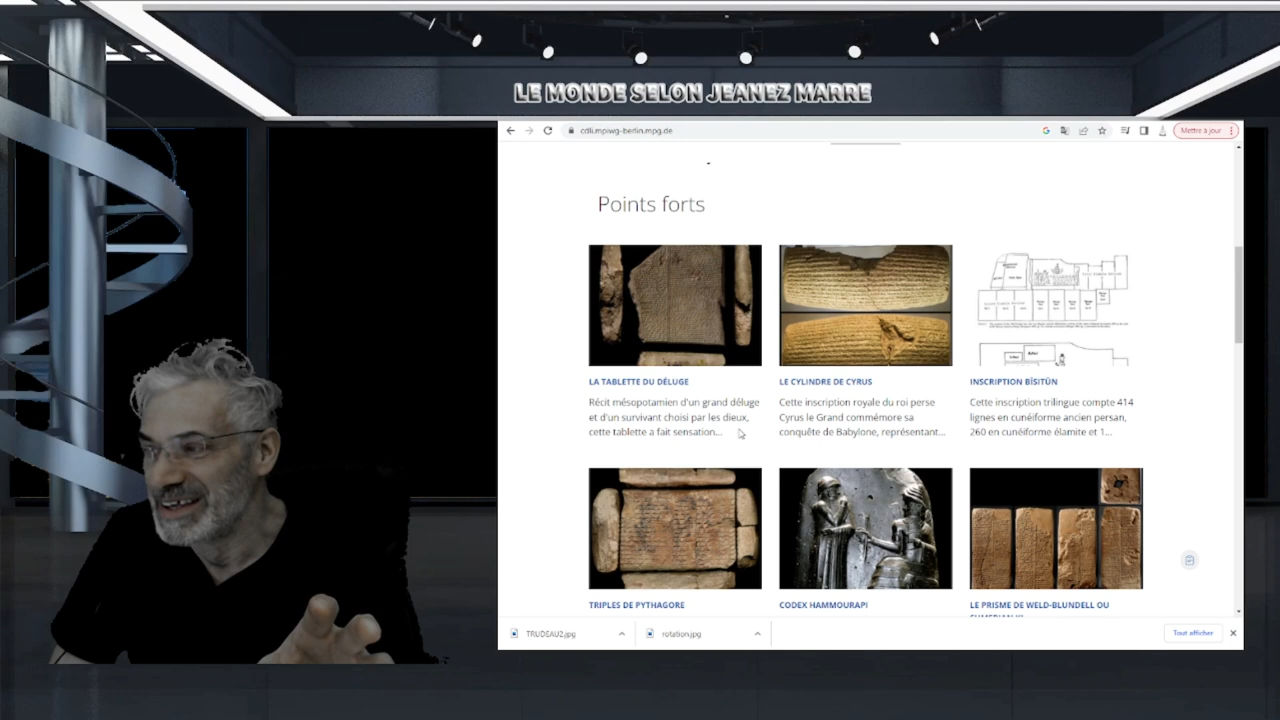 LE MONDE SELON JEANEZ MARRE
cdli.mpiwg-berlin.mpg.de
Mettre à jour
Points forts
LA TABLETTE DU DÉLUGE
Récit mésopotamien d'un grand déluge
et d'un survivant choisi par les dieux,
cette tablette a fait sensation...
LE CYLINDRE DE CYRUS
Cette inscription royale du roi perse
Cyrus le Grand commémore sa
conquête de Babylone, représentant...
INSCRIPTION BĪSITŪN
Cette inscription trilingue compte 414
lignes en cunéiforme ancien persan,
260 en cunéiforme élamite et 1...
TRIPLES DE PYTHAGORE
CODEX HAMMOURAPI
LE PRISME DE WELD-BLUNDELL OU
TRUDEAU2.jpg
rotation.jpg
Tout afficher